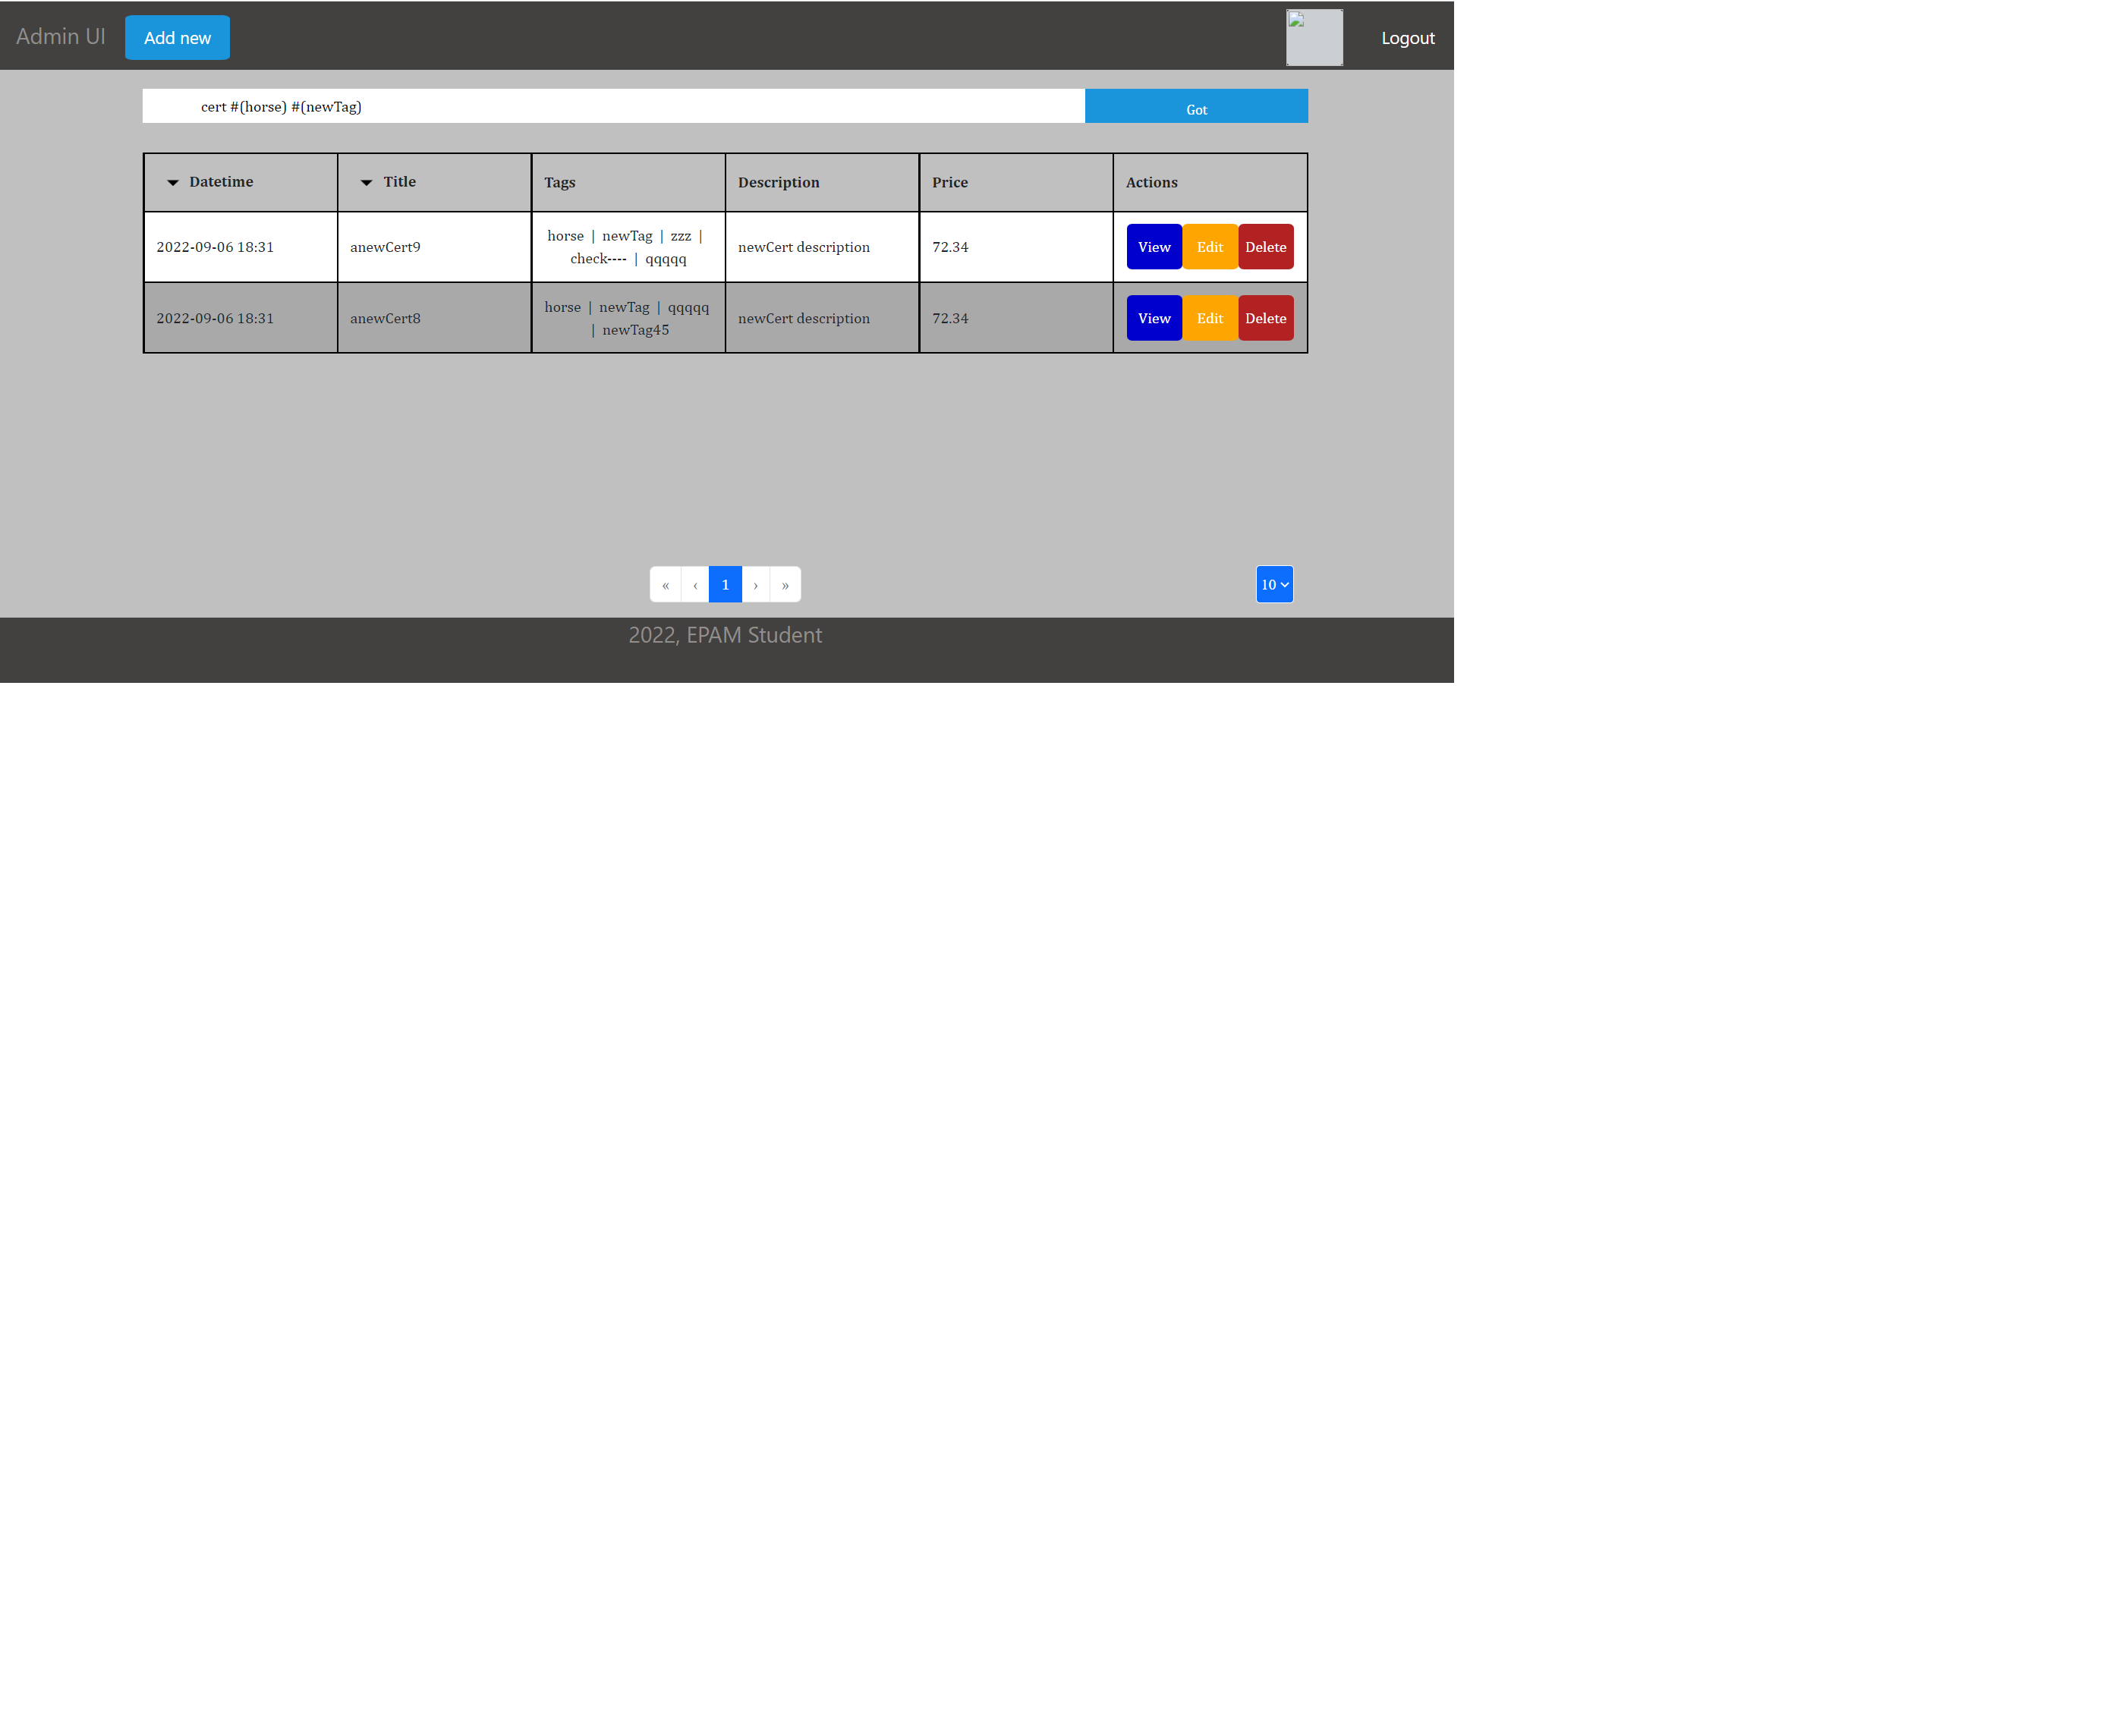 Admin UI Add new Logout
cert #(horse) #(newTag) Got
Datetime Title Tags Description Price Actions
2022-09-06 18:31 anewCert9 horse | newTag | zzz | newCert description 72.34 View Edit Delete
check---- | qqqqq
2022-09-06 18:31 anewCert8 horse | newTag | qqqqq newCert description 72.34 View Edit Delete
| newTag45
« ‹ 1 › » 10
2022, EPAM Student